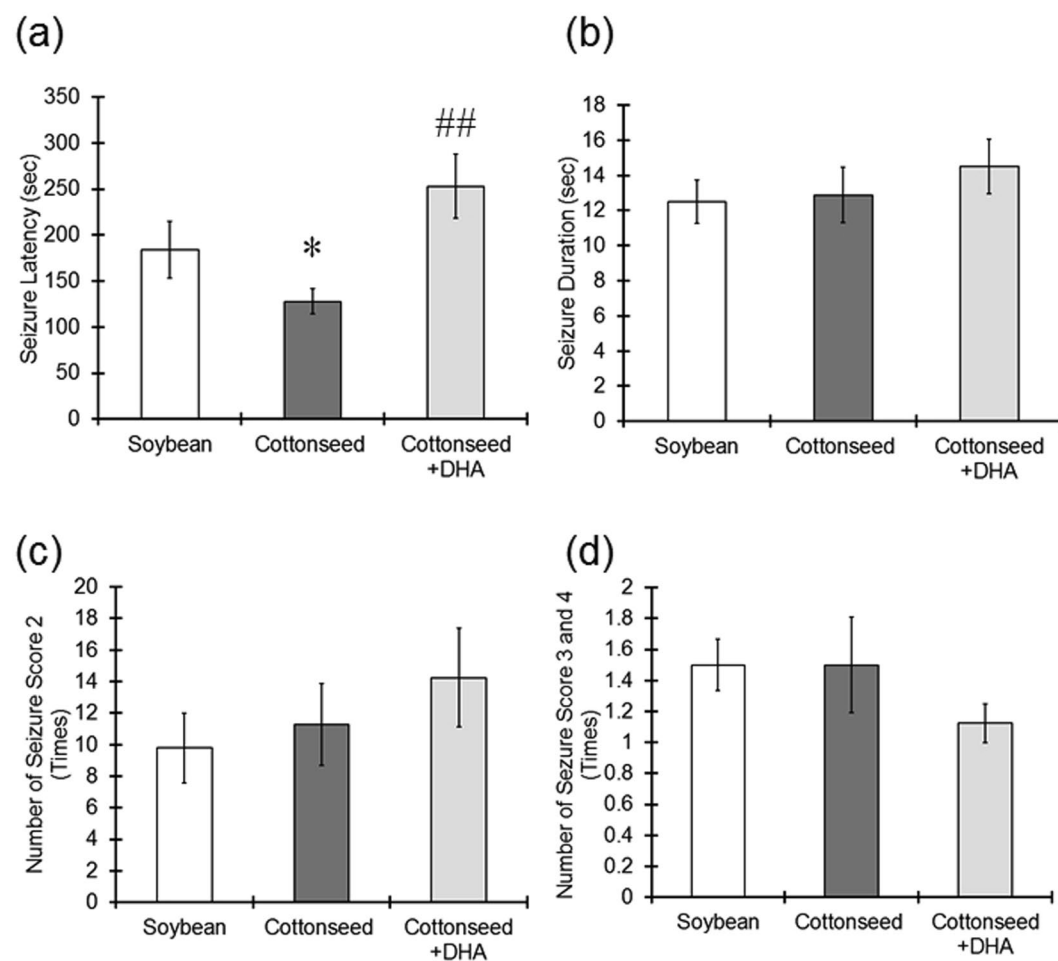 (a)
Seizure Latency (sec)
350
300
250
200
150
100
50
0
*
##
Soybean
Cottonseed
Cottonseed
+DHA
(b)
Seizure Duration (sec)
18
16
14
12
10
8
6
4
2
0
Soybean
Cottonseed
Cottonseed
+DHA
(c)
Number of Seizure Score 2
(Times)
20
18
16
14
12
10
8
6
4
2
0
Soybean
Cottonseed
Cottonseed
+DHA
(d)
Number of Sezure Score 3 and 4
(Times)
2
1.8
1.6
1.4
1.2
1
0.8
0.6
0.4
0.2
0
Soybean
Cottonseed
Cottonseed
+DHA